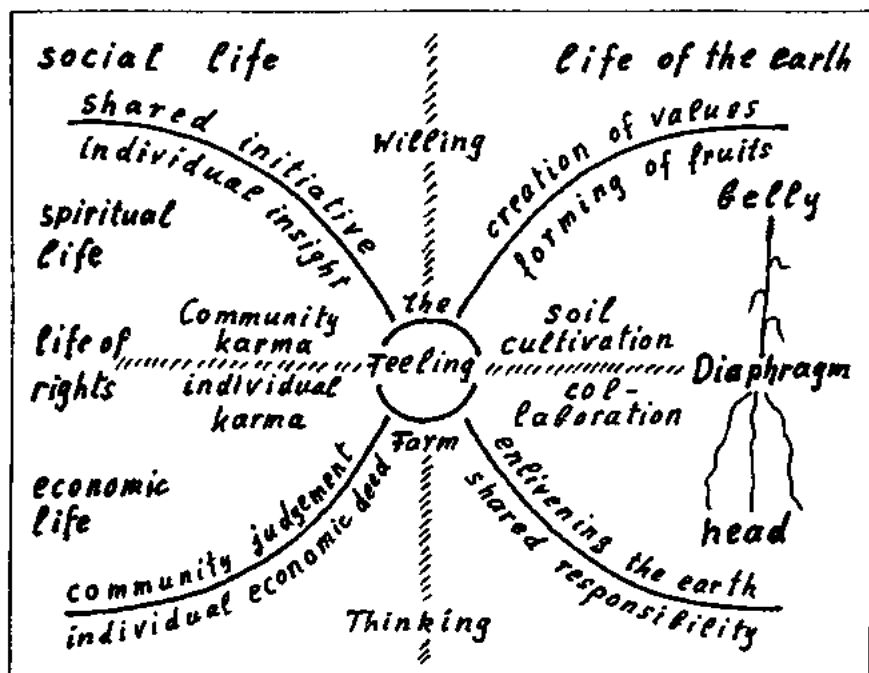 social life
life of the earth
shared initiative
individual insight
Willing
creation of values
forming of fruits
belly
spiritual
life
the
Community
karma
soil
cultivation
life of
rights
Feeling
Diaphragm
individual
karma
col-
laboration
Farm
economic
life
community judgement
individual economic deed
enlivening the earth
shared responsibility
head
Thinking